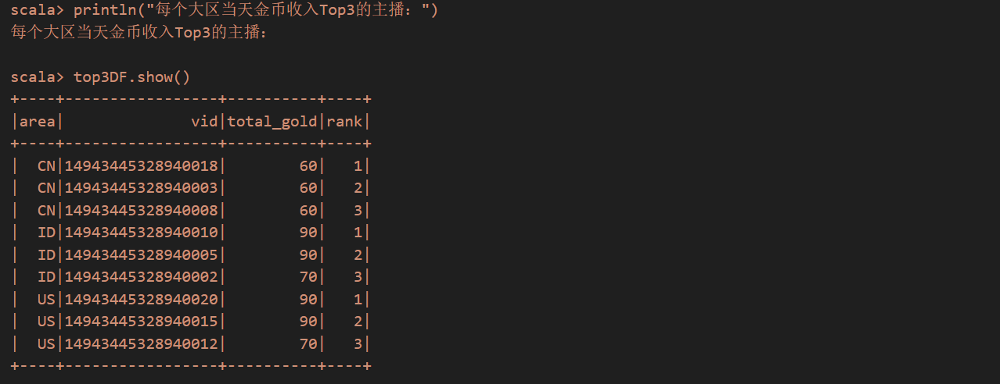 scala> println("每个大区当天金币收入Top3的主播：")
每个大区当天金币收入Top3的主播：
scala> top3DF.show()
+----+-----------------+----------+----+
|area|              vid|total_gold|rank|
+----+-----------------+----------+----+
|  CN|14943445328940018|        60|   1|
|  CN|14943445328940003|        60|   2|
|  CN|14943445328940008|        60|   3|
|  ID|14943445328940010|        90|   1|
|  ID|14943445328940005|        90|   2|
|  ID|14943445328940002|        70|   3|
|  US|14943445328940020|        90|   1|
|  US|14943445328940015|        90|   2|
|  US|14943445328940012|        70|   3|
+----+-----------------+----------+----+